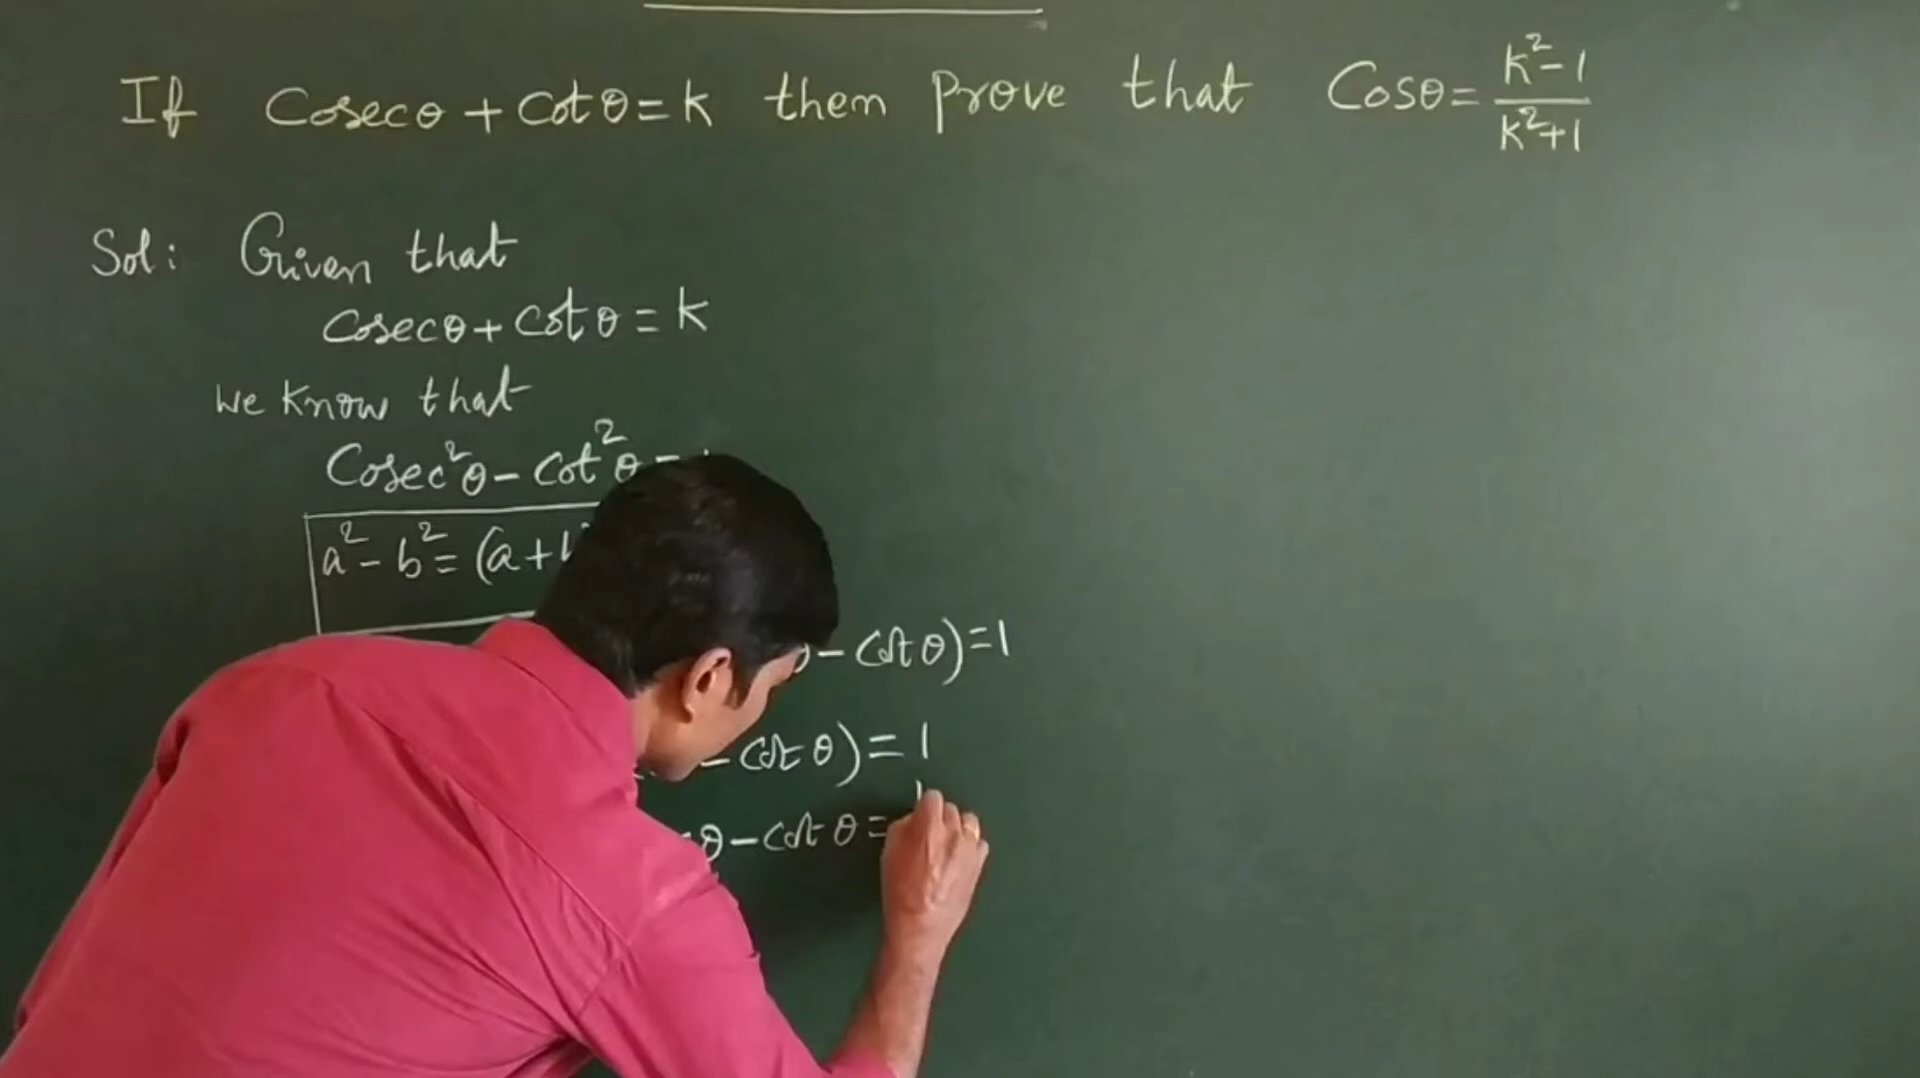 If Cosecθ + Cotθ = k then prove that Cosθ = k²-1/k²+1
Sol: Given that
Cosecθ + Cotθ = k
We know that
Cosec²θ - Cot²θ =
a² - b² = (a+b
- Cotθ) = 1
- Cotθ) = 1
θ - Cotθ =